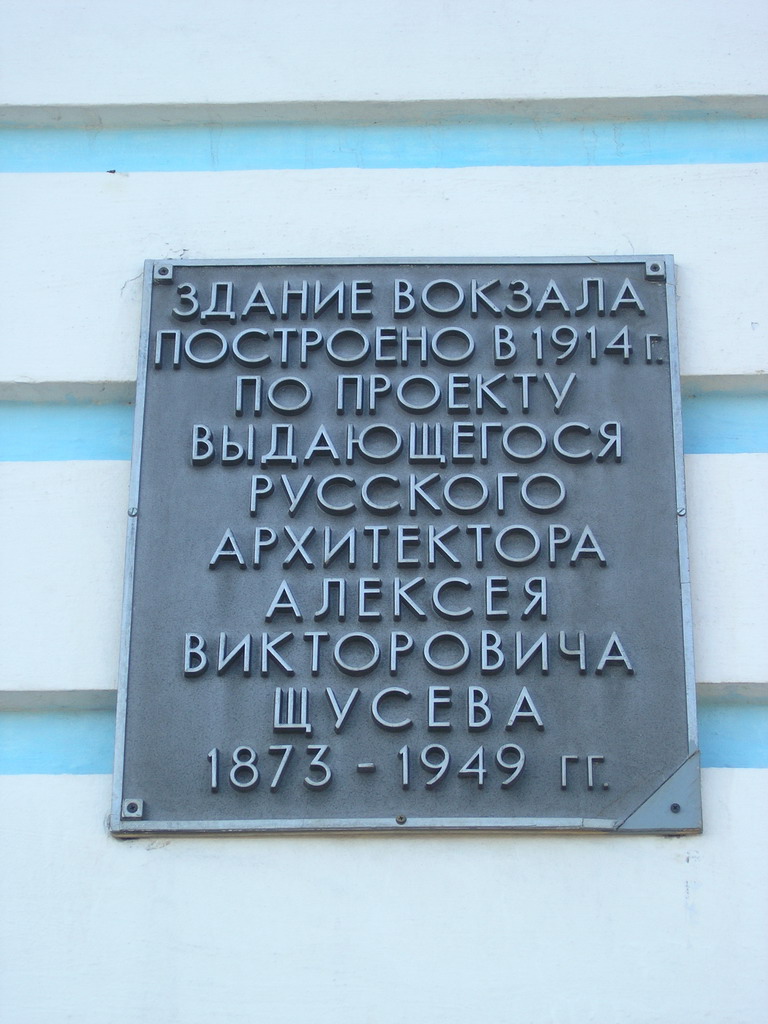 ЗДАНИЕ ВОКЗАЛА
ПОСТРОЕНО В 1914 г.
ПО ПРОЕКТУ
ВЫДАЮЩЕГОСЯ
РУССКОГО
АРХИТЕКТОРА
АЛЕКСЕЯ
ВИКТОРОВИЧА
ЩУСЕВА
1873 - 1949 гг.